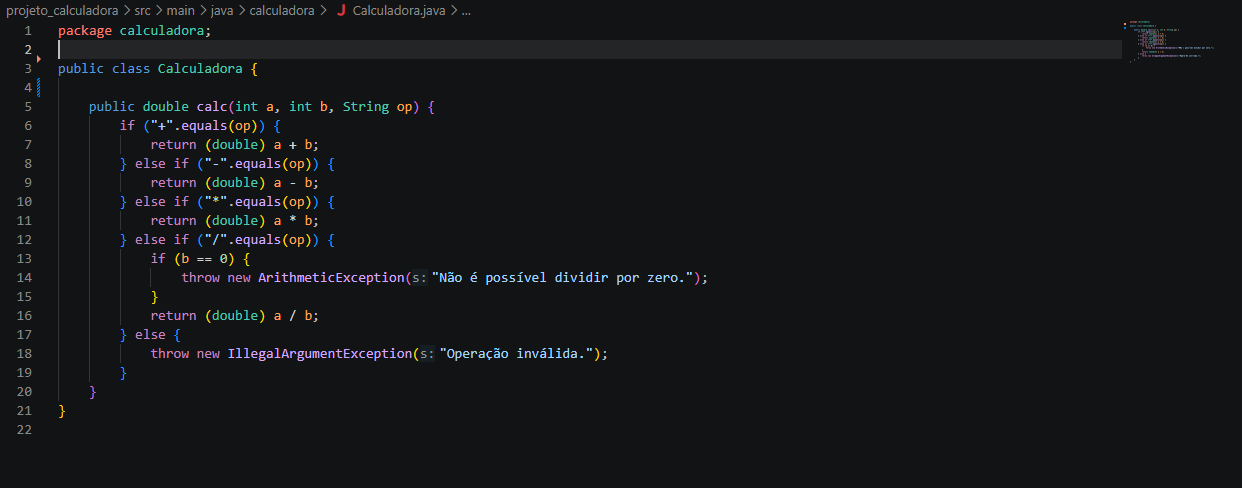 projeto_calculadora > src > main > java > calculadora > J Calculadora.java > ...
1 package calculadora;
2
3 public class Calculadora {
4
5     public double calc(int a, int b, String op) {
6         if ("+".equals(op)) {
7             return (double) a + b;
8         } else if ("-".equals(op)) {
9             return (double) a - b;
10         } else if ("*".equals(op)) {
11             return (double) a * b;
12         } else if ("/".equals(op)) {
13             if (b == 0) {
14                 throw new ArithmeticException(s: "Não é possível dividir por zero.");
15             }
16             return (double) a / b;
17         } else {
18             throw new IllegalArgumentException(s: "Operação inválida.");
19         }
20     }
21 }
22